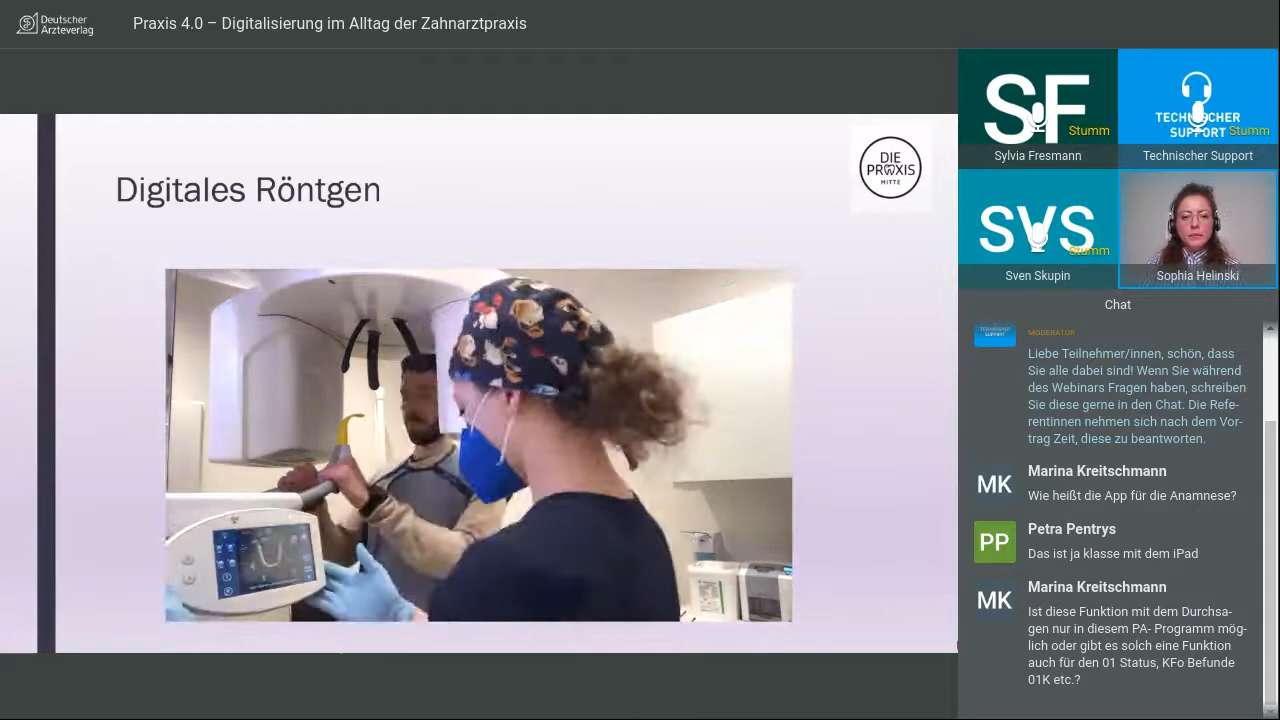 Deutscher
Ärzteverlag
Praxis 4.0 – Digitalisierung im Alltag der Zahnarztpraxis
Digitales Röntgen
DIE
PRAXIS
MITTE
SF
Stumm
Sylvia Fresmann
TECHNISCHER
SUPPORT
Stumm
Technischer Support
SVS
Stumm
Sven Skupin
Sophia Helinski
Chat
TECHNISCHER
SUPPORT
MODERATOR
Liebe Teilnehmer/innen, schön, dass
Sie alle dabei sind! Wenn Sie während
des Webinars Fragen haben, schreiben
Sie diese gerne in den Chat. Die Refe-
rentinnen nehmen sich nach dem Vor-
trag Zeit, diese zu beantworten.
MK
Marina Kreitschmann
Wie heißt die App für die Anamnese?
PP
Petra Pentrys
Das ist ja klasse mit dem iPad
MK
Marina Kreitschmann
Ist diese Funktion mit dem Durchsa-
gen nur in diesem PA- Programm mög-
lich oder gibt es solch eine Funktion
auch für den 01 Status, KFo Befunde
01K etc.?